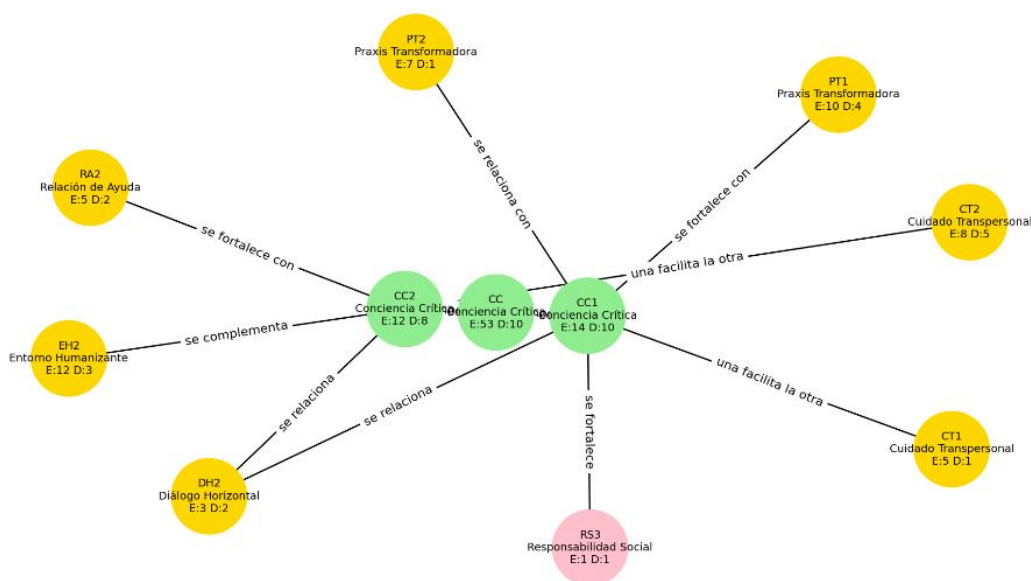 PT2
Praxis Transformadora
E:7 D:1
PT1
Praxis Transformadora
E:10 D:4
se relaciona con
se fortalece con
RA2
Relación de Ayuda
E:5 D:2
CT2
Cuidado Transpersonal
E:8 D:5
se fortalece con
una facilita la otra
CC2
Conciencia Crítica
E:12 D:8
CC
Conciencia Crítica
E:53 D:10
CC1
Conciencia Crítica
E:14 D:10
se complementa
EH2
Entorno Humanizante
E:12 D:3
se relaciona
se relaciona
una facilita la otra
se fortalece
CT1
Cuidado Transpersonal
E:5 D:1
DH2
Diálogo Horizontal
E:3 D:2
RS3
Responsabilidad Social
E:1 D:1